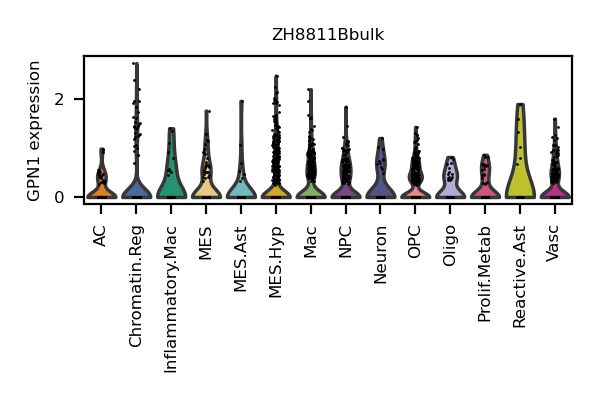 ZH8811Bbulk
GPN1 expression
2
0
AC
Chromatin.Reg
Inflammatory.Mac
MES
MES.Ast
MES.Hyp
Mac
NPC
Neuron
OPC
Oligo
Prolif.Metab
Reactive.Ast
Vasc